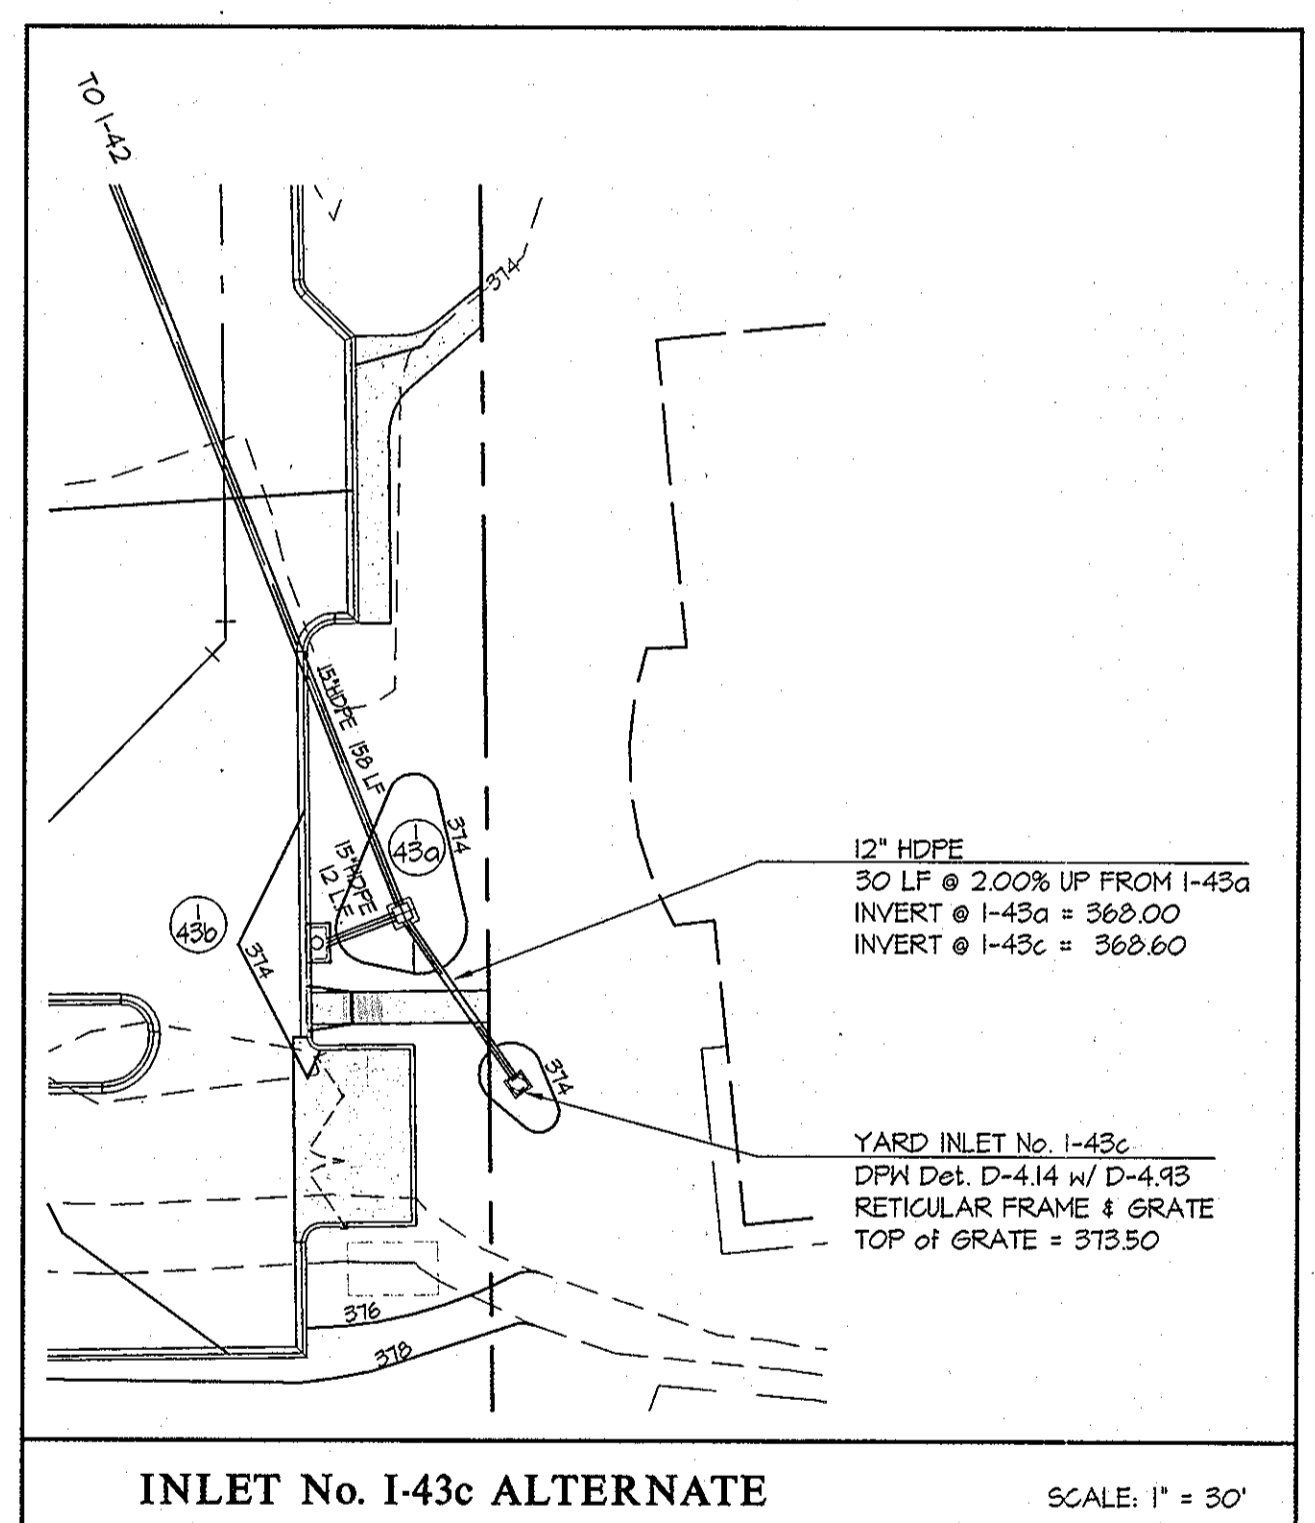 TO I-42
374
15"HDPE 158 LF
374
I
43a
15"HDPE
12 L.F.
I
43b
374
12" HDPE
30 LF @ 2.00% UP FROM I-43a
INVERT @ I-43a = 368.00
INVERT @ I-43c = 368.60
374
YARD INLET No. I-43c
DPW Det. D-4.14 w/ D-4.93
RETICULAR FRAME & GRATE
TOP of GRATE = 373.50
376
378
INLET No. I-43c ALTERNATE
SCALE: 1" = 30'